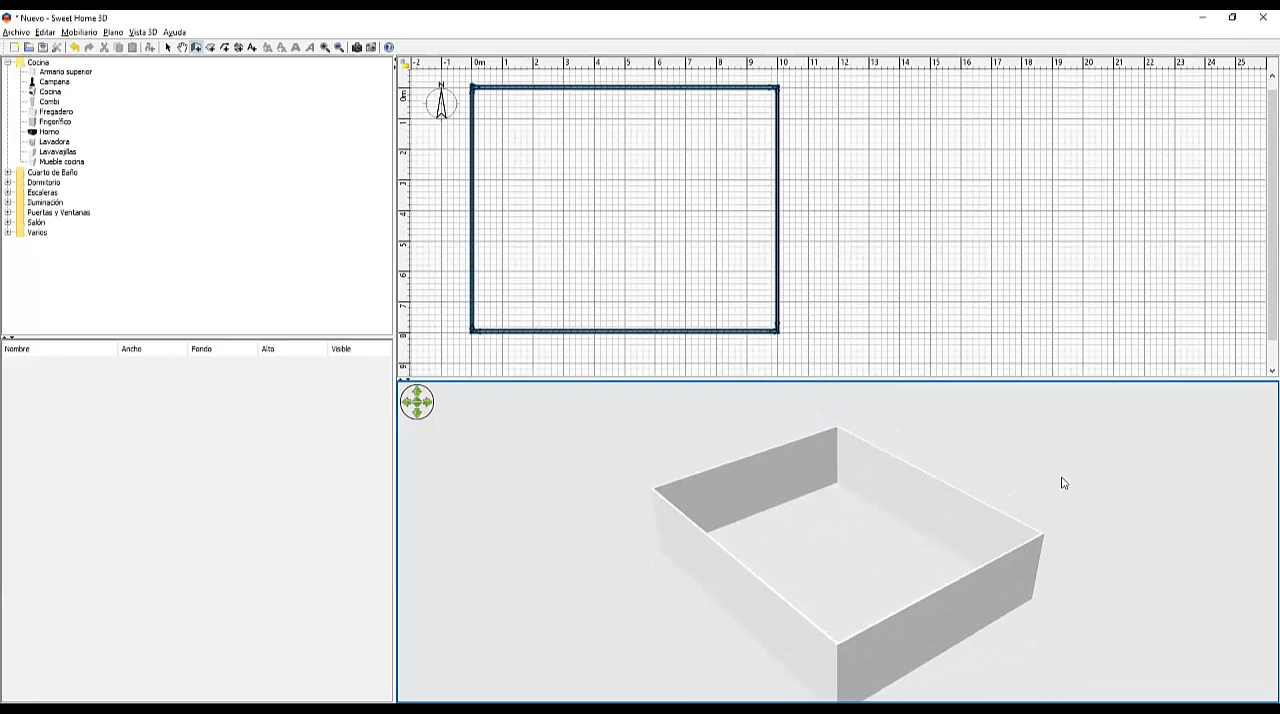 * Nuevo - Sweet Home 3D
Archivo Editar Mobiliario Plano Vista 3D Ayuda
Cocina
Armario superior
Campana
Cocina
Combi
Fregadero
Frigorífico
Horno
Lavadora
Lavavajillas
Mueble cocina
Cuarto de Baño
Dormitorio
Escaleras
Iluminación
Puertas y Ventanas
Salón
Varios
Nombre Ancho Fondo Alto Visible
-2 -1 0m 1 2 3 4 5 6 7 8 9 10 11 12 13 14 15 16 17 18 19 20 21 22 23 24 25
0m
1
2
3
4
5
6
7
8
9
N